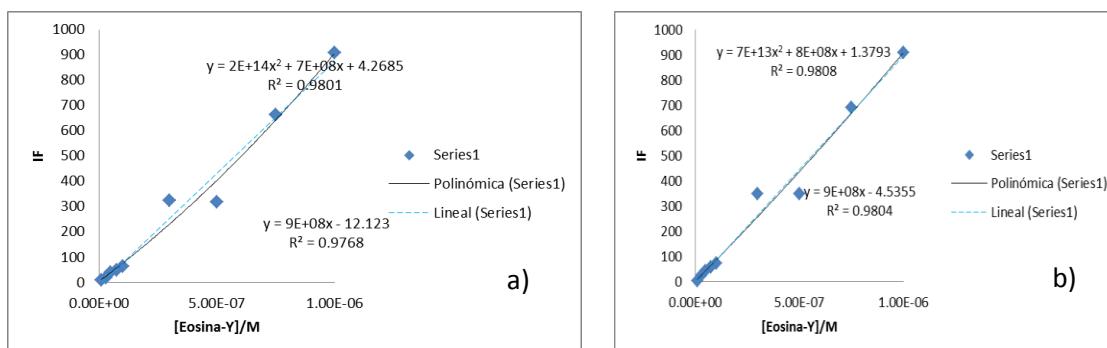 1000
900
800
700
600
500
400
300
200
100
0
IF
y = 2E+14x² + 7E+08x + 4.2685
R² = 0.9801
y = 9E+08x - 12.123
R² = 0.9768
0.00E+00 5.00E-07 1.00E-06
[Eosina-Y]/M
Series1
Polinómica (Series1)
Lineal (Series1)
a)
1000
900
800
700
600
500
400
300
200
100
0
IF
y = 7E+13x² + 8E+08x + 1.3793
R² = 0.9808
y = 9E+08x - 4.5355
R² = 0.9804
0.00E+00 5.00E-07 1.00E-06
[Eosina-Y]/M
Series1
Polinómica (Series1)
Lineal (Series1)
b)